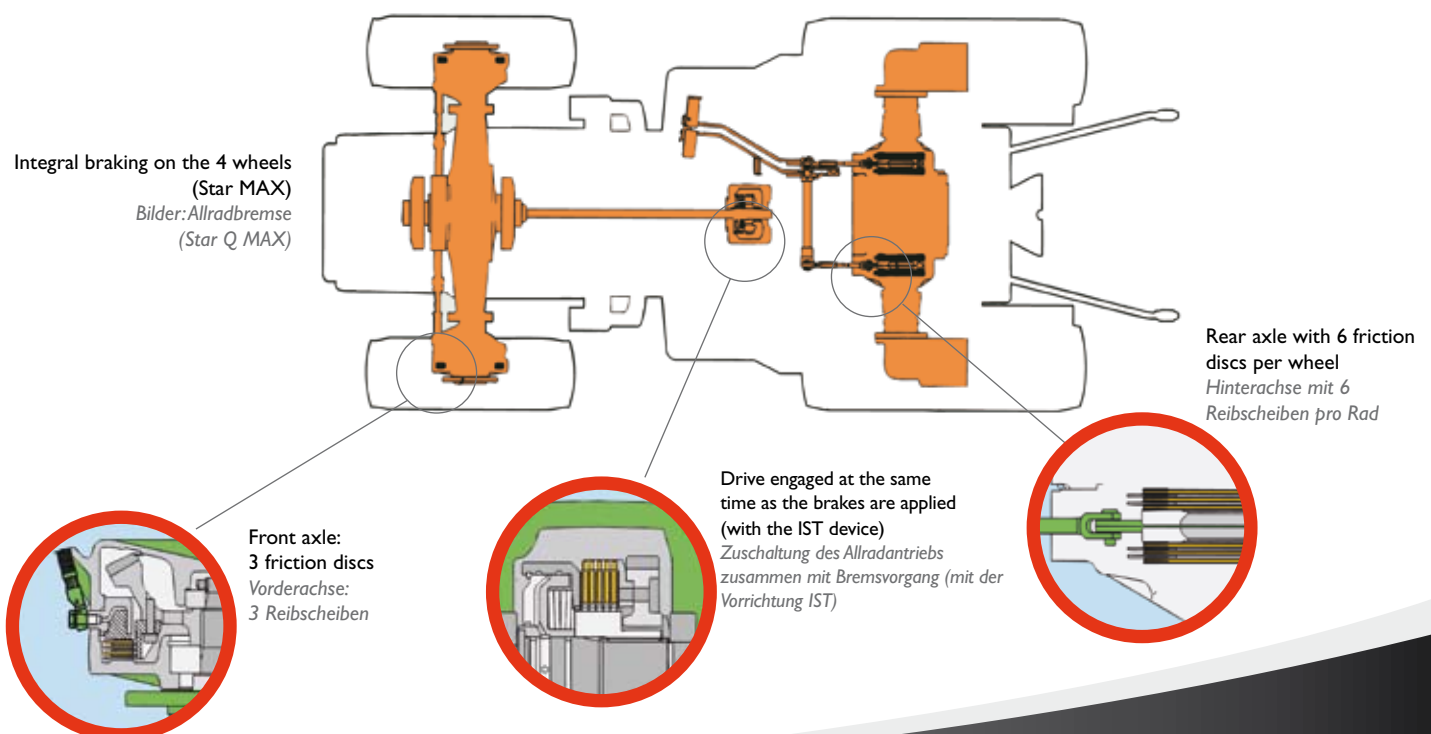 Integral braking on the 4 wheels
(Star MAX)
Bilder: Allradbremse
(Star Q MAX)
Rear axle with 6 friction
discs per wheel
Hinterachse mit 6
Reibscheiben pro Rad
Drive engaged at the same
time as the brakes are applied
(with the IST device)
Zuschaltung des Allradantriebs
zusammen mit Bremsvorgang (mit der
Vorrichtung IST)
Front axle:
3 friction discs
Vorderachse:
3 Reibscheiben